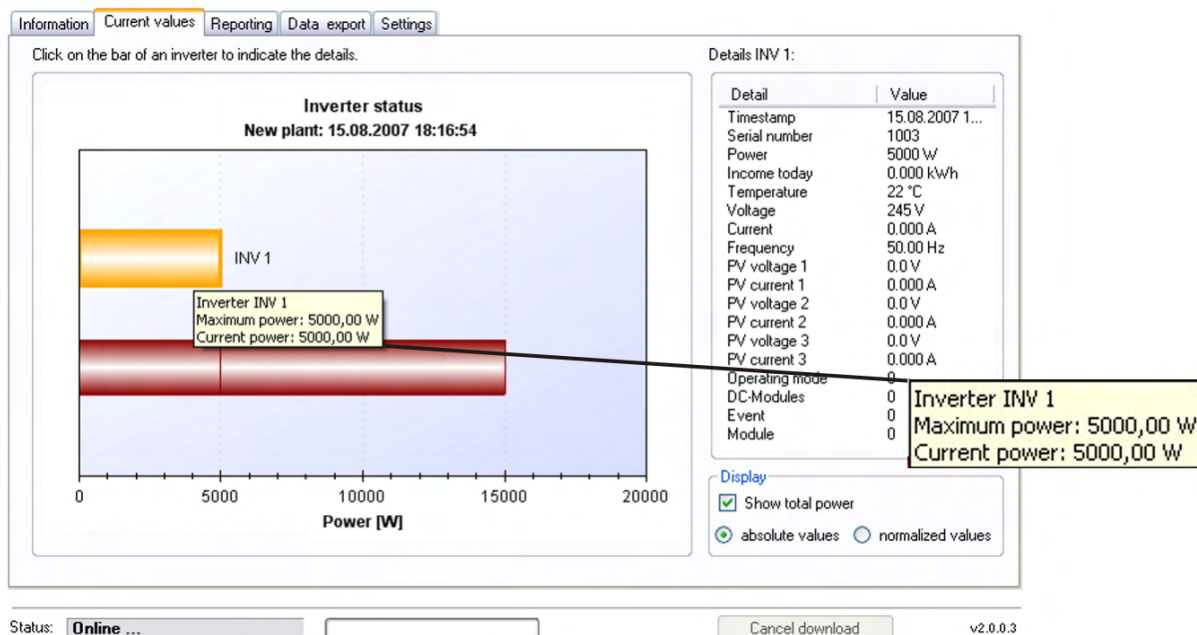 Information Current values Reporting Data export Settings
Click on the bar of an inverter to indicate the details.
Inverter status
New plant: 15.08.2007 18:16:54
INV 1
Inverter INV 1
Maximum power: 5000,00 W
Current power: 5000,00 W
0 5000 10000 15000 20000
Power [W]
Details INV 1:
Detail Value
Timestamp 15.08.2007 1...
Serial number 1003
Power 5000 W
Income today 0.000 kWh
Temperature 22 °C
Voltage 245 V
Current 0.000 A
Frequency 50.00 Hz
PV voltage 1 0.0 V
PV current 1 0.000 A
PV voltage 2 0.0 V
PV current 2 0.000 A
PV voltage 3 0.0 V
PV current 3 0.000 A
Operating mode 0
DC-Modules 0
Event 0
Module 0
Inverter INV 1
Maximum power: 5000,00 W
Current power: 5000,00 W
Display
Show total power
absolute values normalized values
Status: Online ... Cancel download v2.0.0.3